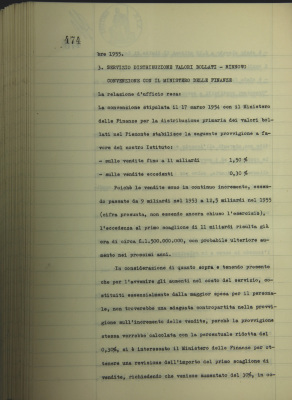 474
bre 1955.
3. SERVIZIO DISTRIBUZIONE VALORI BOLLATI - RINNOVO
CONVENZIONE CON IL MINISTERO DELLE FINANZE
La relazione d'ufficio reca:
La convenzione stipulata il 17 marzo 1954 con il Ministero
delle Finanze per la distribuzione primaria dei valori bol-
lati nel Piemonte stabilisce la seguente provvigione a fa-
vore del nostro Istituto:
- sulle vendite fino a 11 miliardi 1,50 %
- sulle vendite eccedenti 0,30 %
Poichè le vendite sono in continuo incremento, essen-
do passate da 9 miliardi nel 1953 a 12,5 miliardi nel 1955
(cifra presunta, non essendo ancora chiuso l'esercizio),
l'eccedenza al primo scaglione di 11 miliardi risulta già
ora di circa £.1.500.000.000, con probabile ulteriore au-
mento nei prossimi anni.
In considerazione di quanto sopra e tenendo presente
che per l'avvenire gli aumenti nel costo del servizio, co-
stituiti essenzialmente dalla maggior spesa per il persona-
le, non troverebbe una adeguata contropartita nella provvi-
gione sull'incremento delle vendite, perchè la provvigione
stessa verrebbe calcolata con la percentuale ridotta del
0,30%, si è interessato il Ministero delle Finanze per ot-
tenere una revisione dell'importo del primo scaglione di
vendite, richiedendo che venisse aumentato del 30%, in